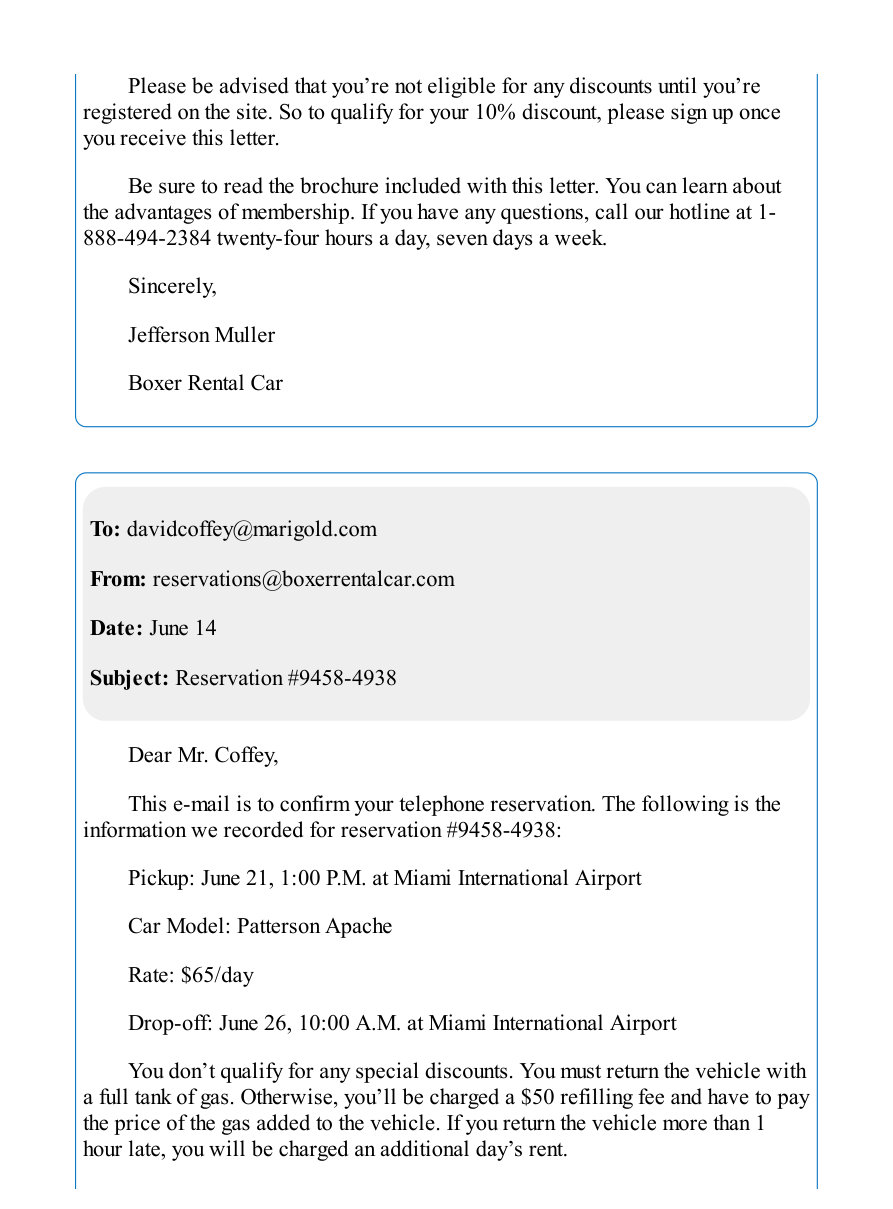 Please be advised that you’re not eligible for any discounts until you’re
registered on the site. So to qualify for your 10% discount, please sign up once
you receive this letter.
Be sure to read the brochure included with this letter. You can learn about
the advantages of membership. If you have any questions, call our hotline at 1-
888-494-2384 twenty-four hours a day, seven days a week.
Sincerely,
Jefferson Muller
Boxer Rental Car
To: davidcoffey@marigold.com
From: reservations@boxerrentalcar.com
Date: June 14
Subject: Reservation #9458-4938
Dear Mr. Coffey,
This e-mail is to confirm your telephone reservation. The following is the
information we recorded for reservation #9458-4938:
Pickup: June 21, 1:00 P.M. at Miami International Airport
Car Model: Patterson Apache
Rate: $65/day
Drop-off: June 26, 10:00 A.M. at Miami International Airport
You don’t qualify for any special discounts. You must return the vehicle with
a full tank of gas. Otherwise, you’ll be charged a $50 refilling fee and have to pay
the price of the gas added to the vehicle. If you return the vehicle more than 1
hour late, you will be charged an additional day’s rent.